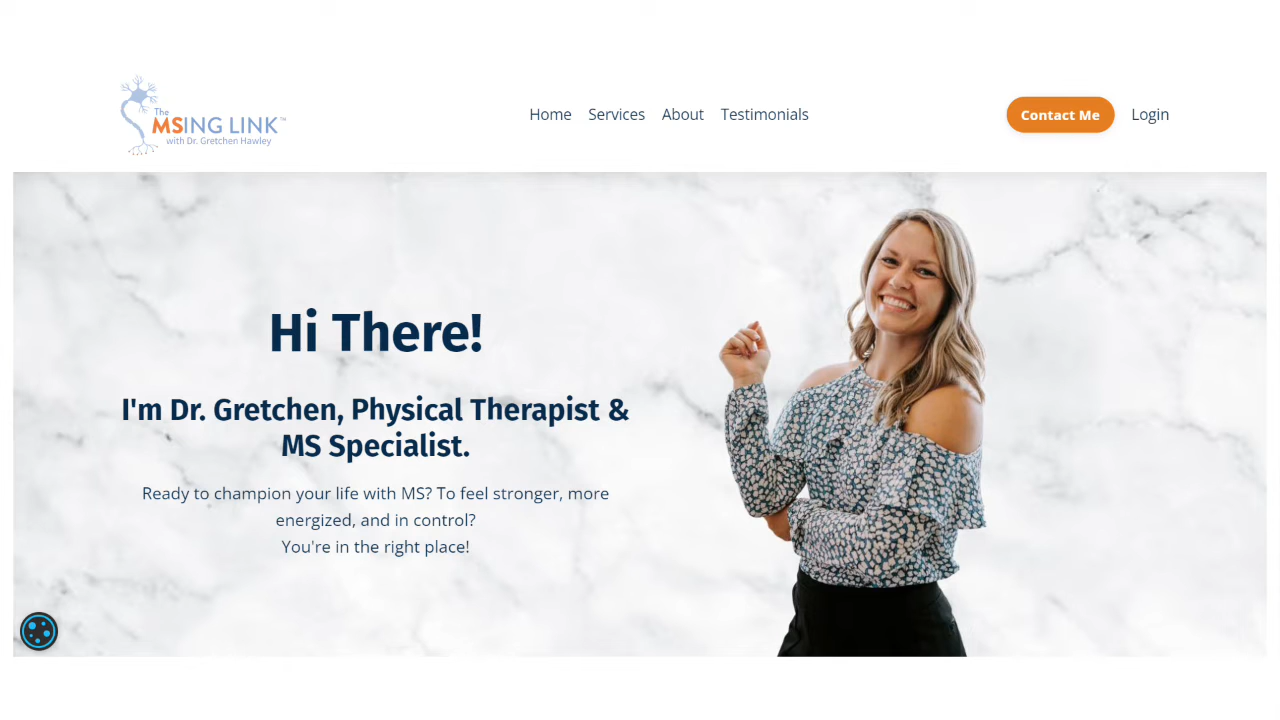 The
MSING LINK™
with Dr. Gretchen Hawley
Home Services About Testimonials
Contact Me Login
Hi There!
I'm Dr. Gretchen, Physical Therapist &
MS Specialist.
Ready to champion your life with MS? To feel stronger, more
energized, and in control?
You're in the right place!